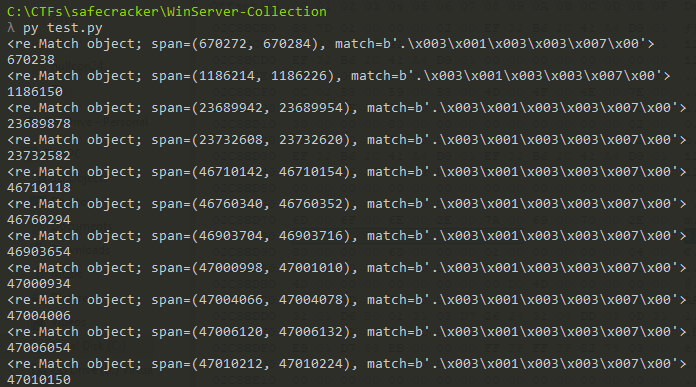 C:\CTFs\safecracker\WinServer-Collection
λ py test.py
<re.Match object; span=(670272, 670284), match=b'.\x003\x001\x003\x003\x007\x00'>
670238
<re.Match object; span=(1186214, 1186226), match=b'.\x003\x001\x003\x003\x007\x00'>
1186150
<re.Match object; span=(23689942, 23689954), match=b'.\x003\x001\x003\x003\x007\x00'>
23689878
<re.Match object; span=(23732608, 23732620), match=b'.\x003\x001\x003\x003\x007\x00'>
23732582
<re.Match object; span=(46710142, 46710154), match=b'.\x003\x001\x003\x003\x007\x00'>
46710118
<re.Match object; span=(46760340, 46760352), match=b'.\x003\x001\x003\x003\x007\x00'>
46760294
<re.Match object; span=(46903704, 46903716), match=b'.\x003\x001\x003\x003\x007\x00'>
46903654
<re.Match object; span=(47000998, 47001010), match=b'.\x003\x001\x003\x003\x007\x00'>
47000934
<re.Match object; span=(47004066, 47004078), match=b'.\x003\x001\x003\x003\x007\x00'>
47004006
<re.Match object; span=(47006120, 47006132), match=b'.\x003\x001\x003\x003\x007\x00'>
47006054
<re.Match object; span=(47010212, 47010224), match=b'.\x003\x001\x003\x003\x007\x00'>
47010150